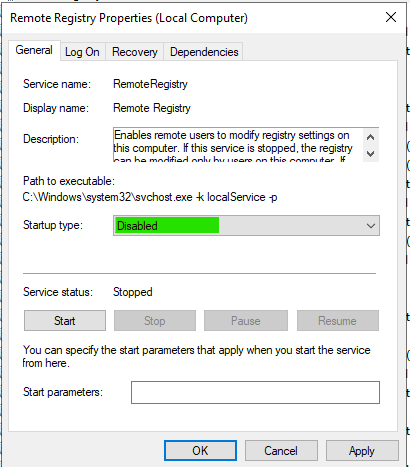 Remote Registry Properties (Local Computer)
General Log On Recovery Dependencies
Service name: RemoteRegistry
Display name: Remote Registry
Description: Enables remote users to modify registry settings on
this computer. If this service is stopped, the registry
can be modified only by users on this computer. If
Path to executable:
C:\Windows\system32\svchost.exe -k localService -p
Startup type: Disabled
Service status: Stopped
Start Stop Pause Resume
You can specify the start parameters that apply when you start the service
from here.
Start parameters:
OK Cancel Apply